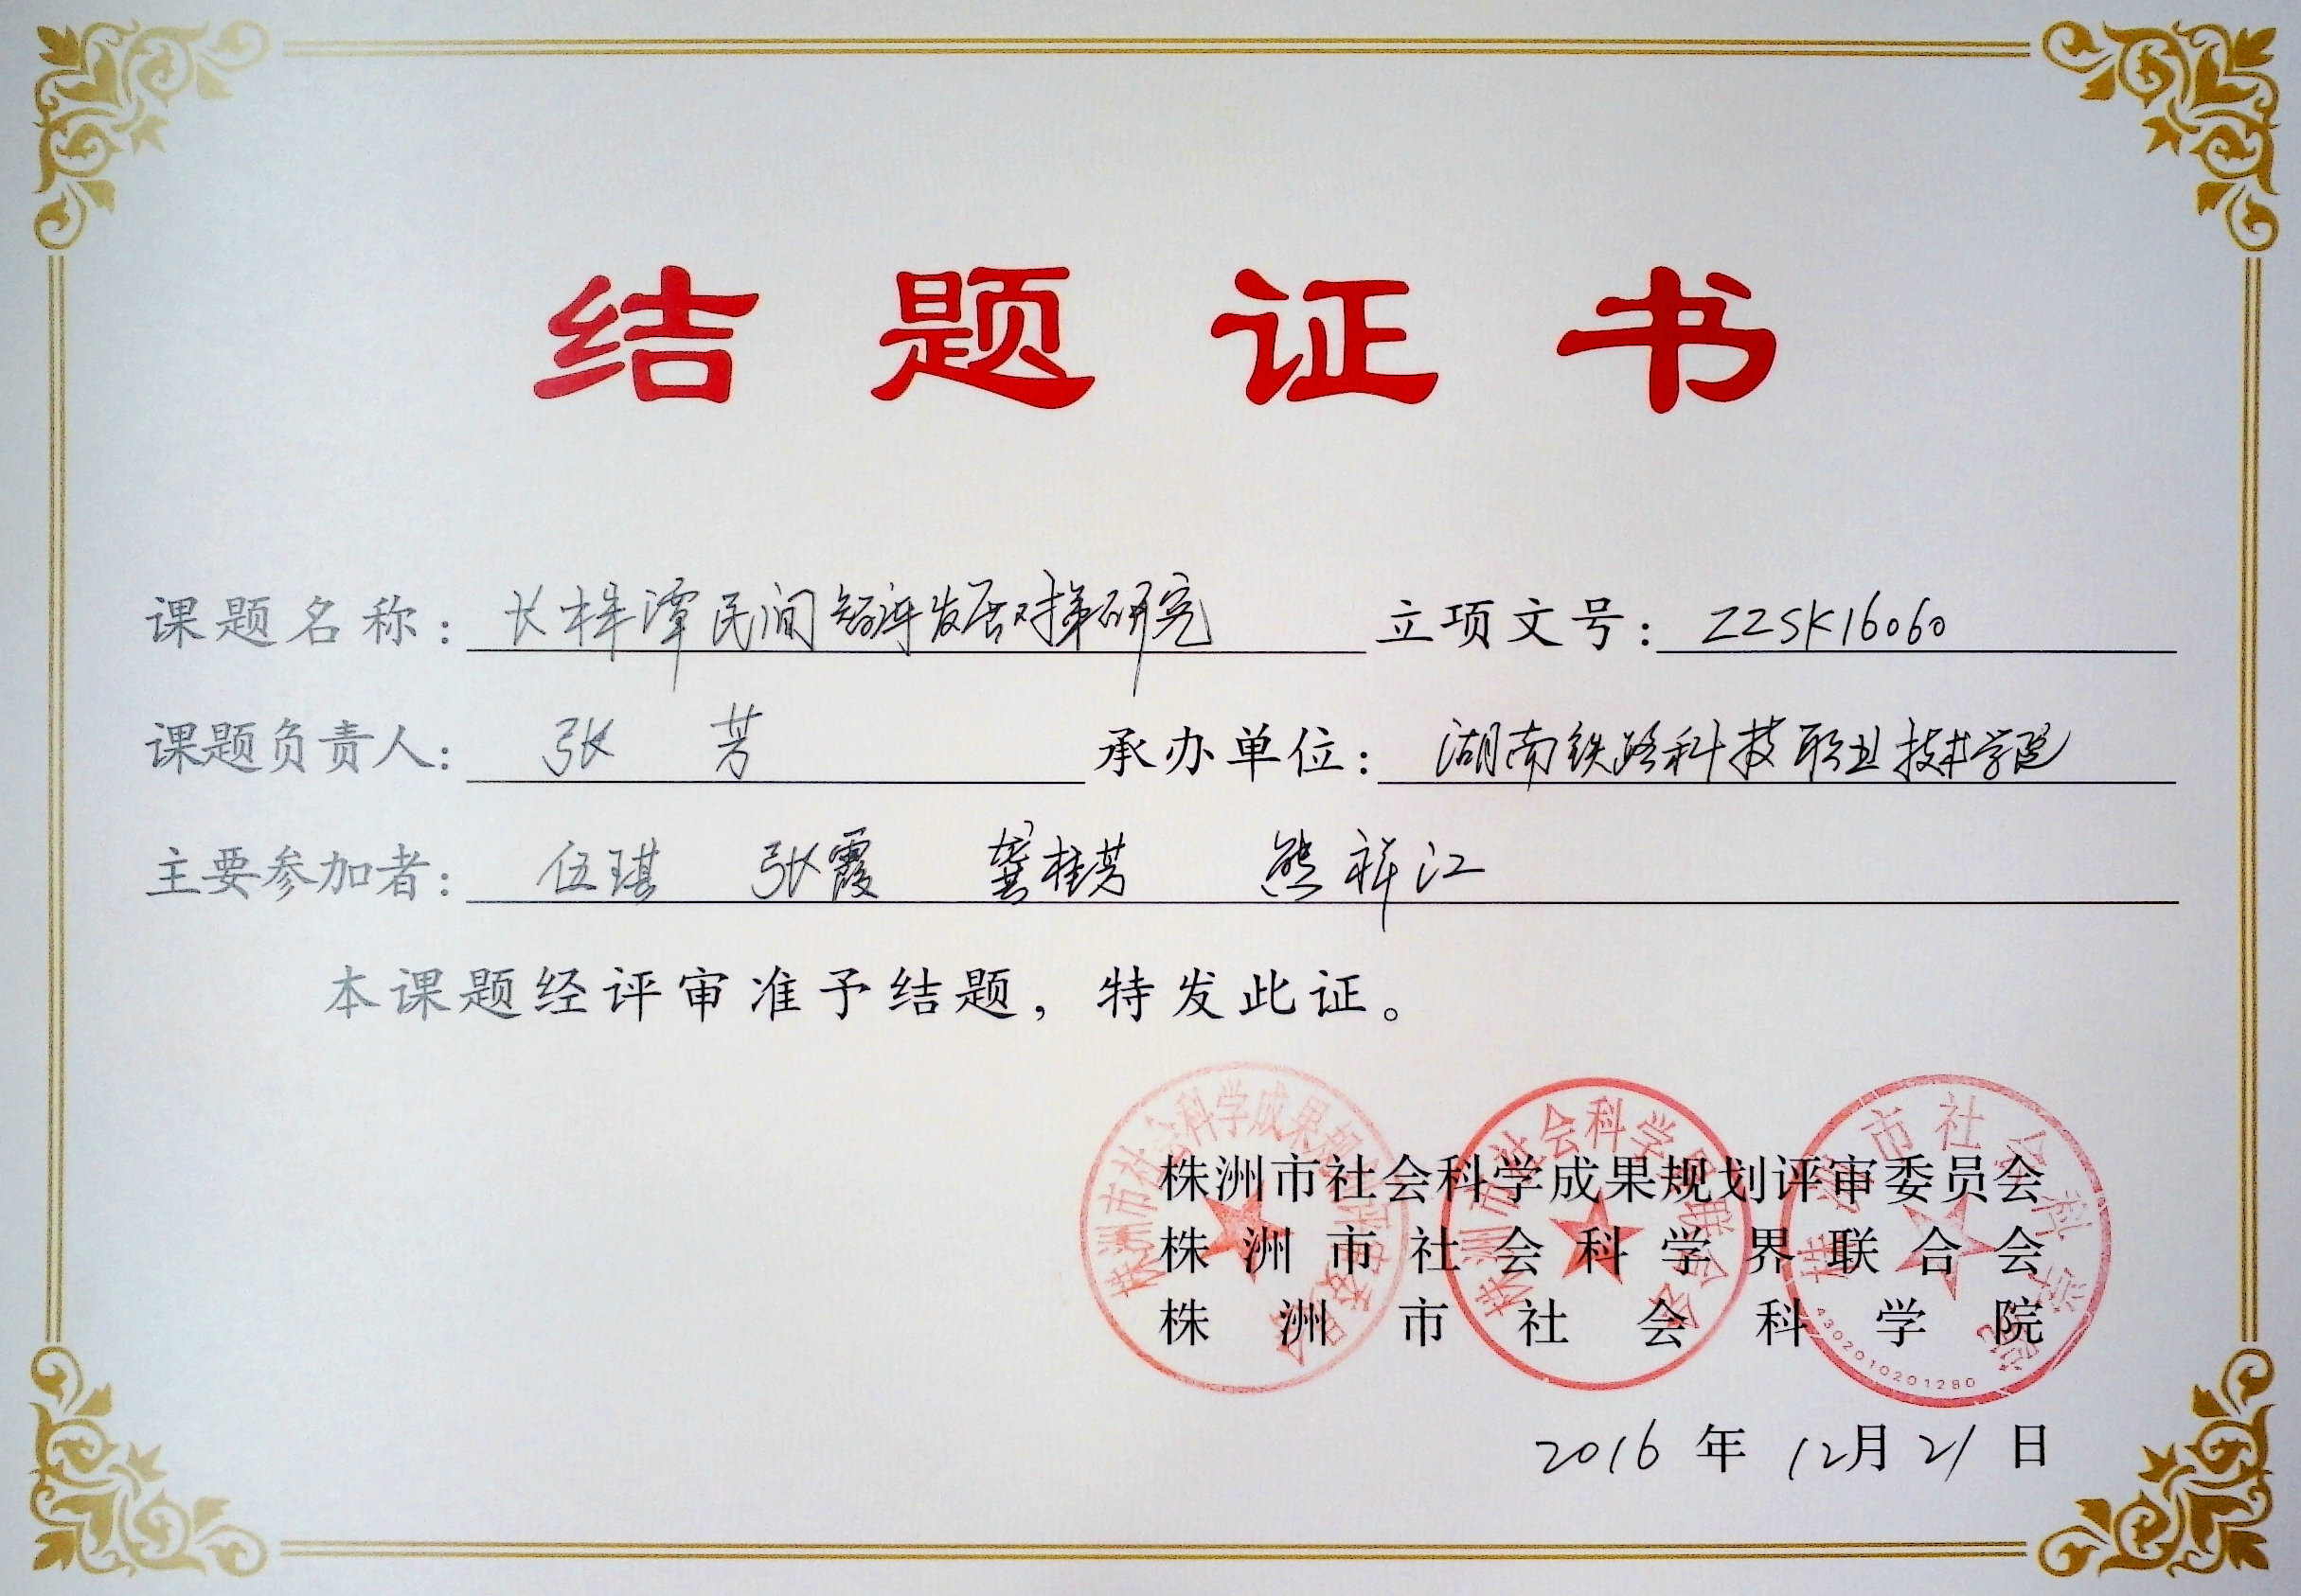 结题证书
课题名称：长株潭民间智库发展对策研究 立项文号：ZZSK16060
课题负责人：张 芳 承办单位：湖南铁路科技职业技术学院
主要参加者：伍琪 张霞 龚桂芳 熊祥江
本课题经评审准予结题，特发此证。
株洲市社会科学成果规划评审委员会
株洲市社会科学界联合会
株洲市社会科学院
4302010201280
2016年12月21日